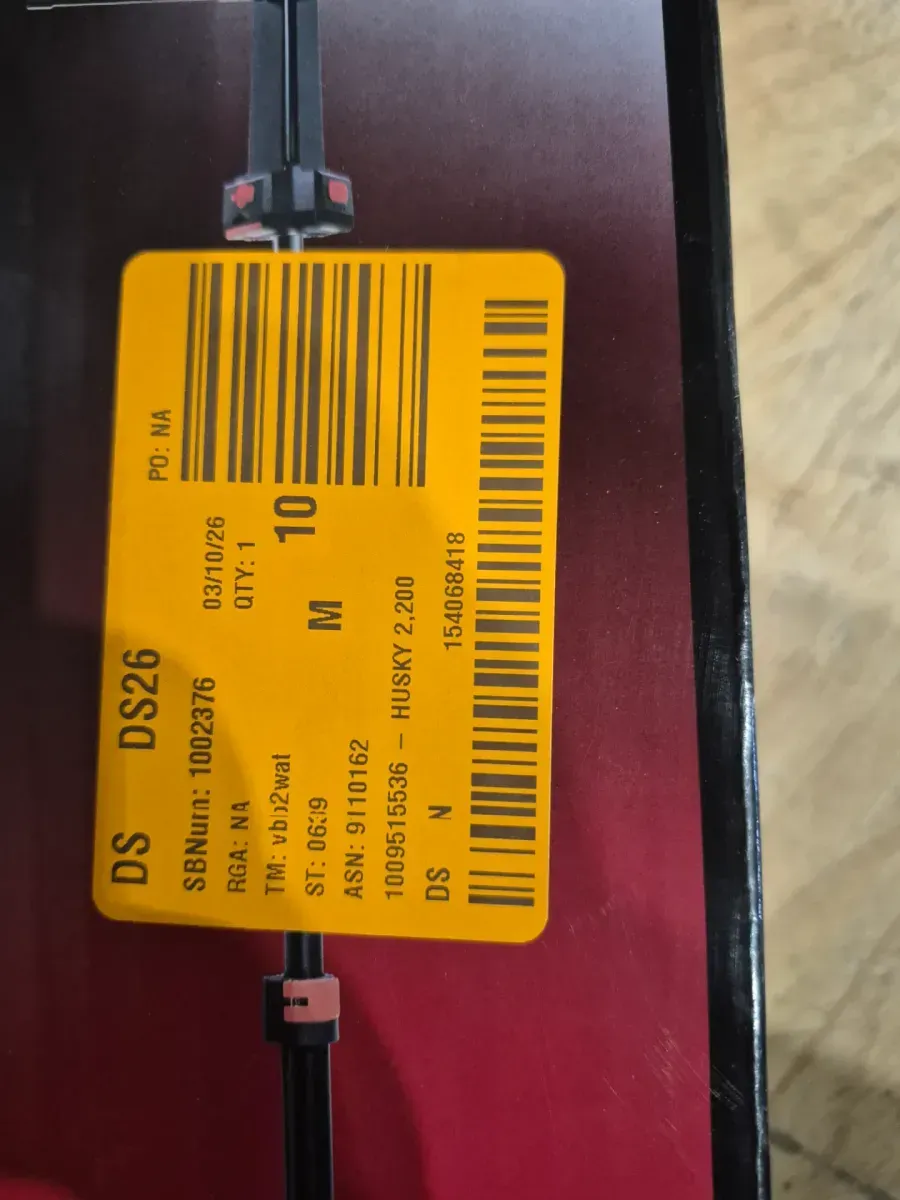 DS DS26
PO: NA
SBNum: 1002376 03/10/26
RGA: NA QTY: 1
TM: 10
ST: 0639 M
ASN: 9110162
1009515536 – HUSKY 2,200
DS N 154068418